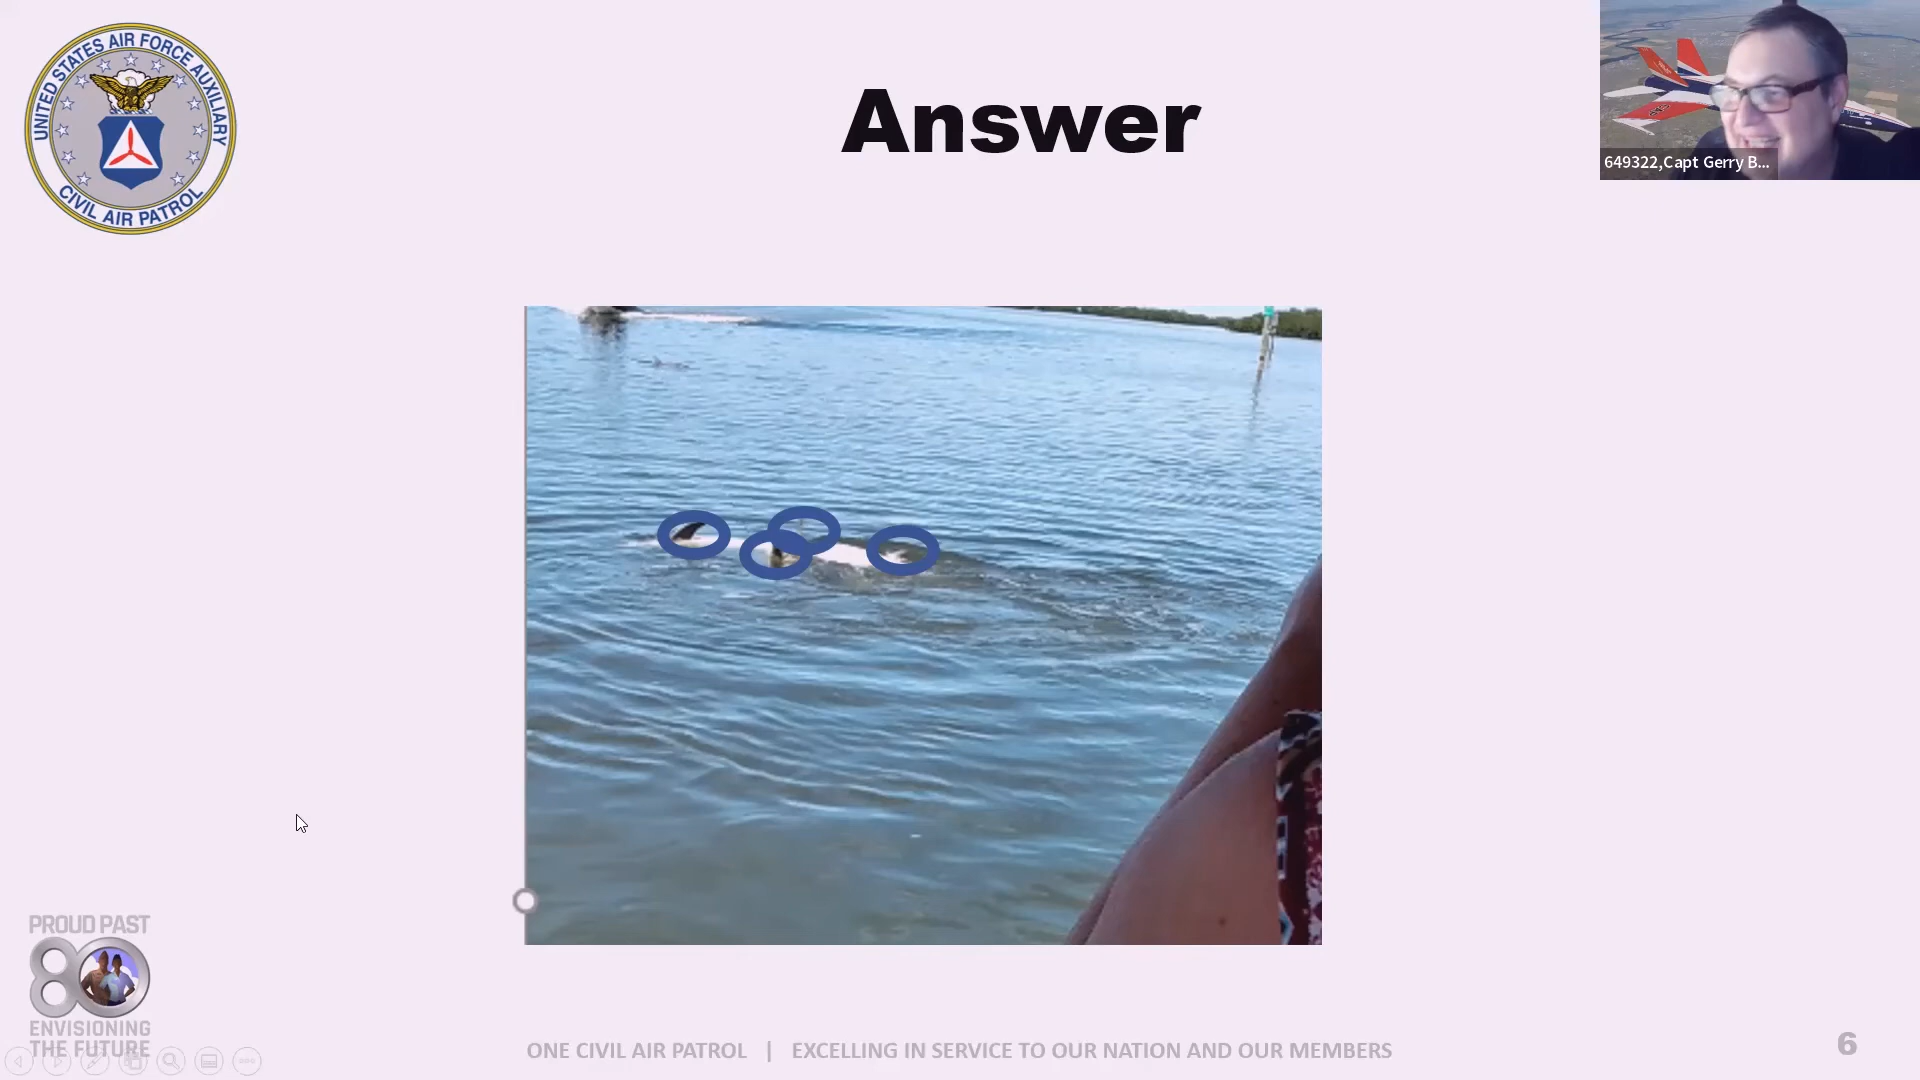 UNITED STATES AIR FORCE AUXILIARY
CIVIL AIR PATROL
Answer
649322,Capt Gerry B...
PROUD PAST
80
ENVISIONING
THE FUTURE
ONE CIVIL AIR PATROL | EXCELLING IN SERVICE TO OUR NATION AND OUR MEMBERS
6